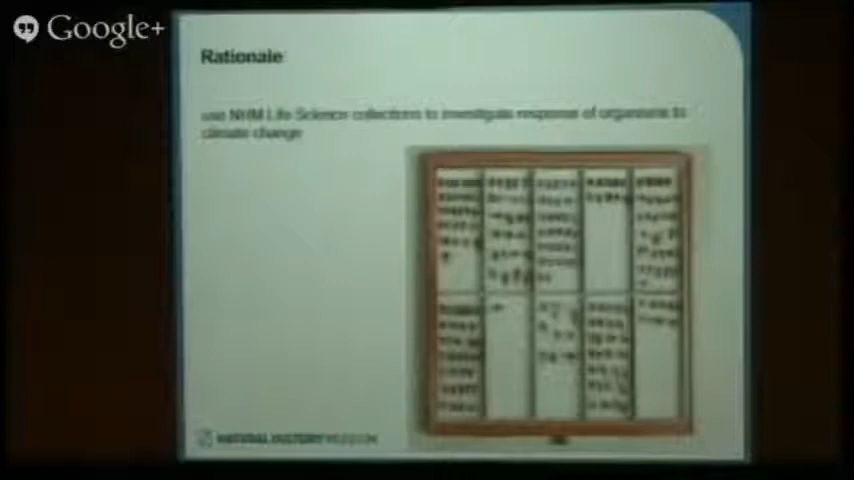 Google+
Rationale
use NHM Life Science collections to investigate response of organisms to
climate change
NATURAL HISTORY MUSEUM